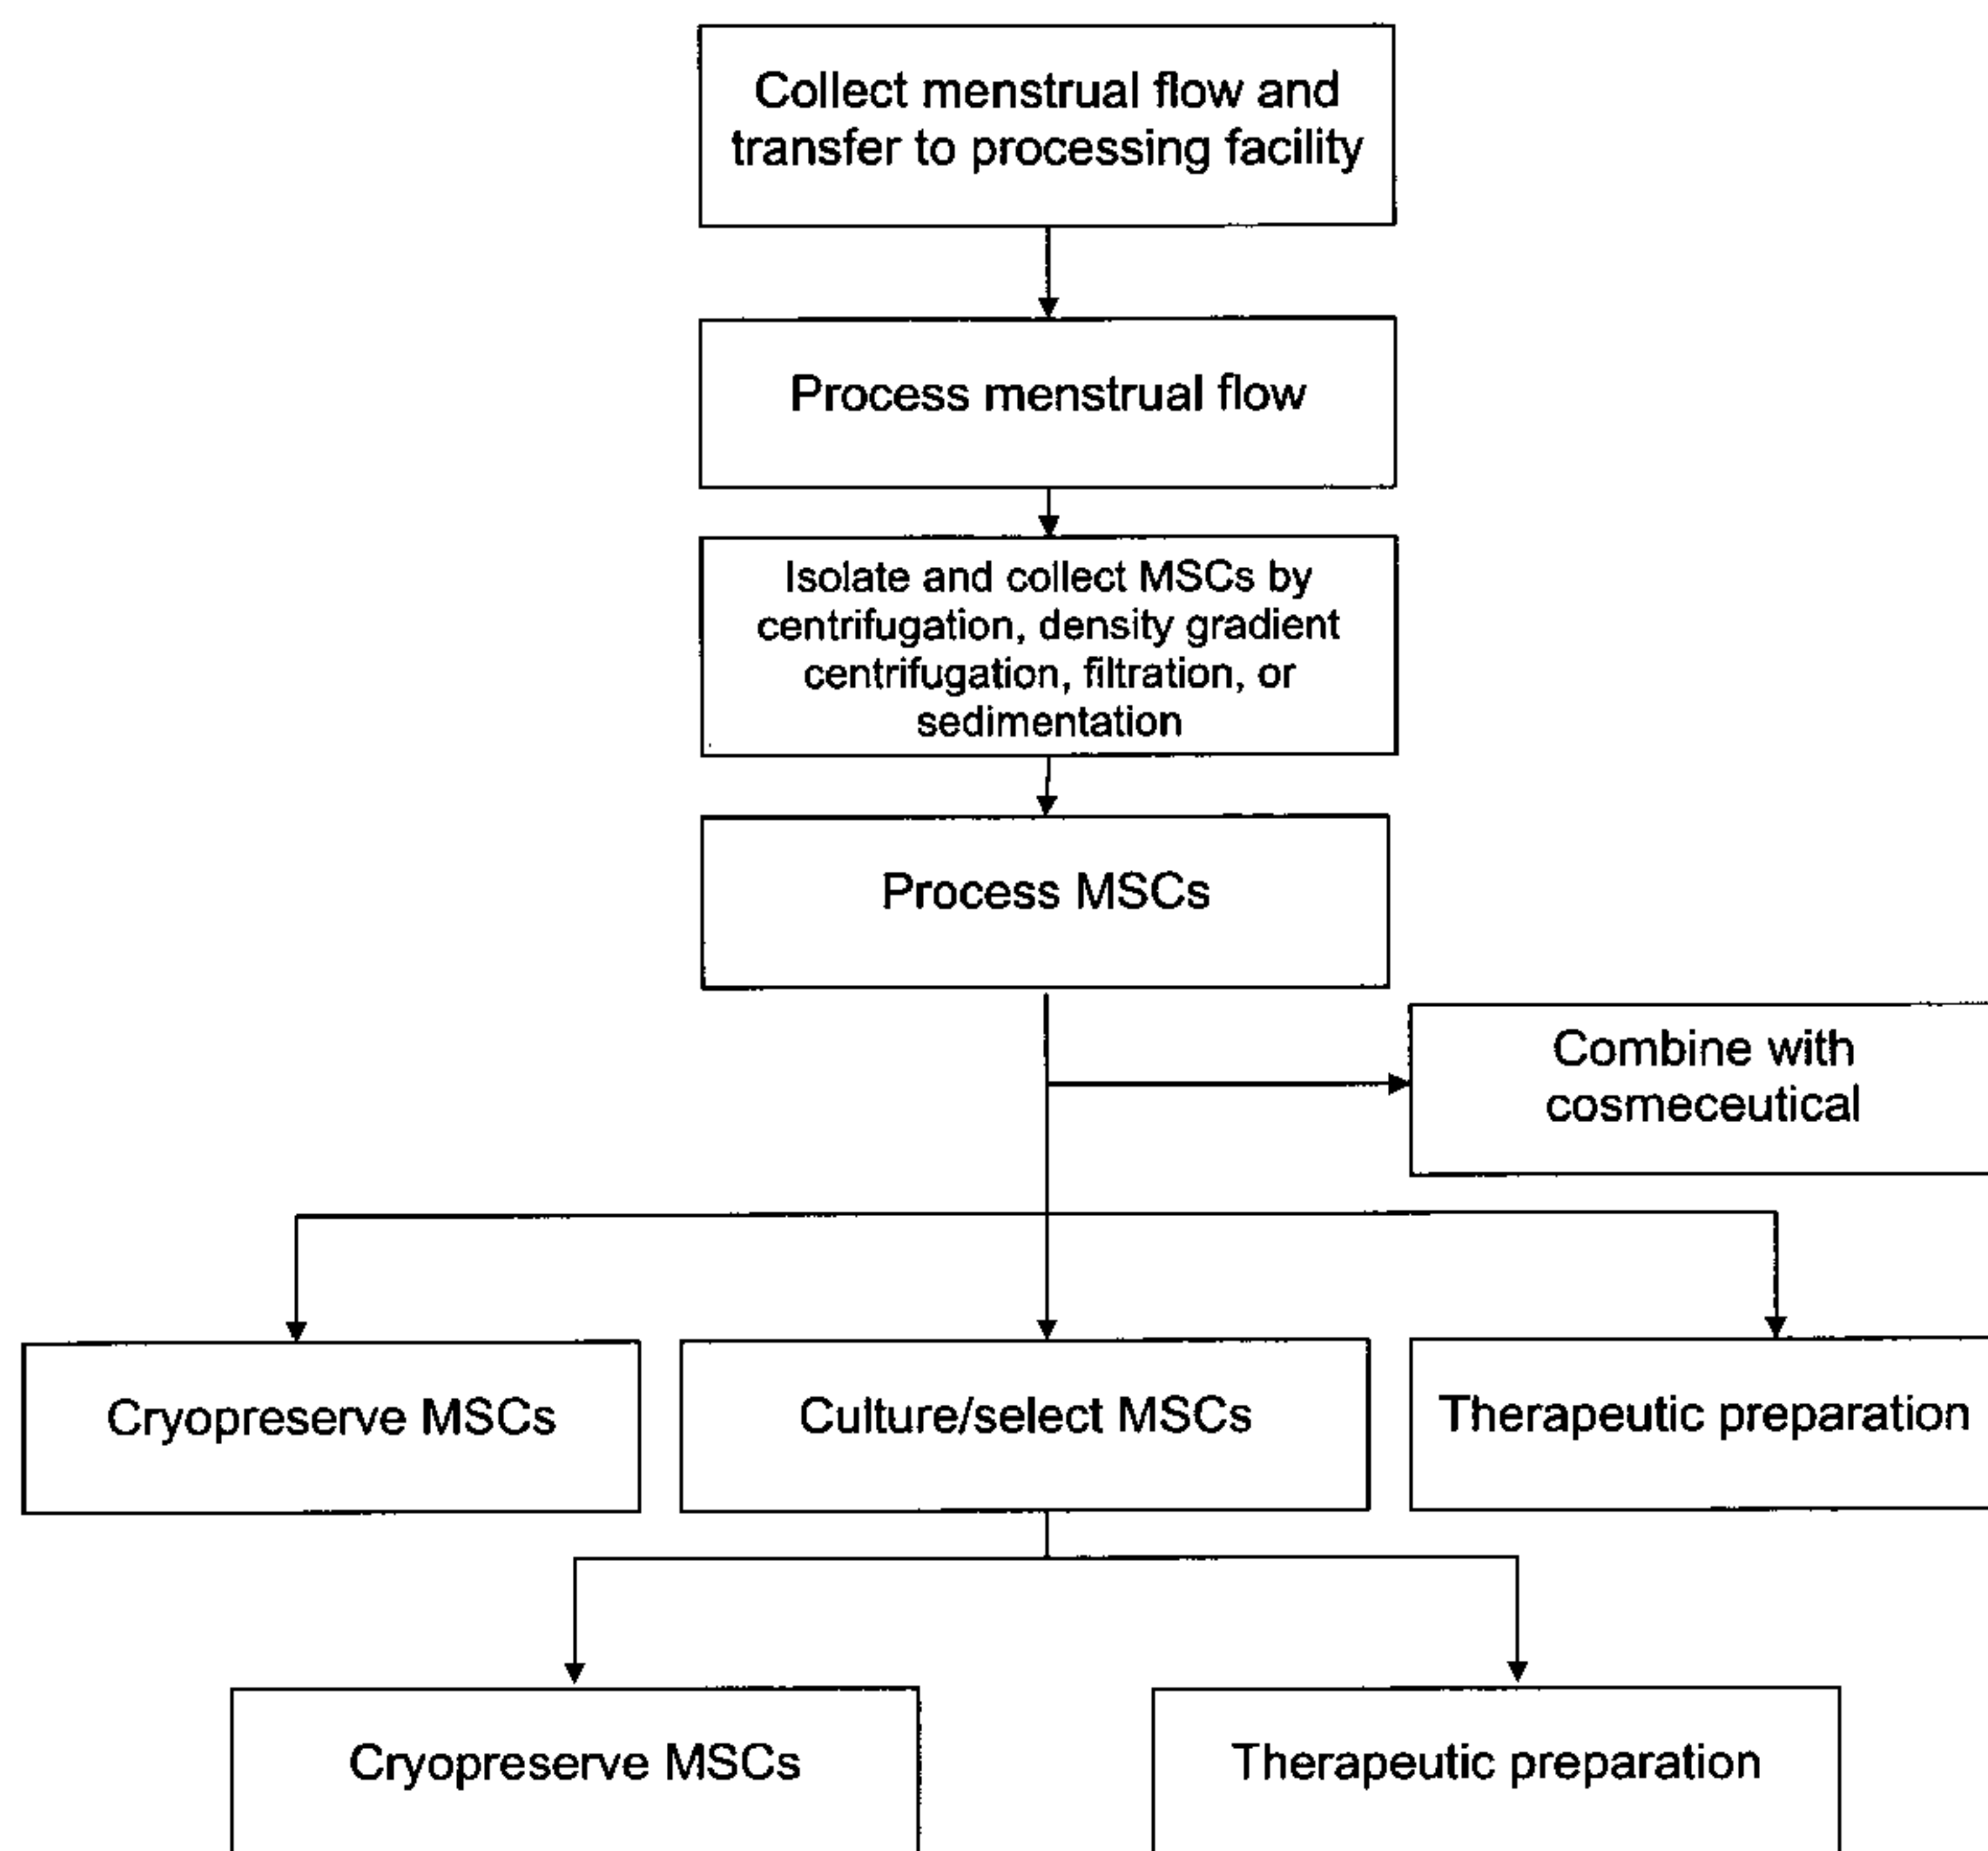 Collect menstrual flow and
transfer to processing facility
Process menstrual flow
Isolate and collect MSCs by
centrifugation, density gradient
centrifugation, filtration, or
sedimentation
Process MSCs
Combine with
cosmeceutical
Cryopreserve MSCs
Culture/select MSCs
Therapeutic preparation
Cryopreserve MSCs
Therapeutic preparation